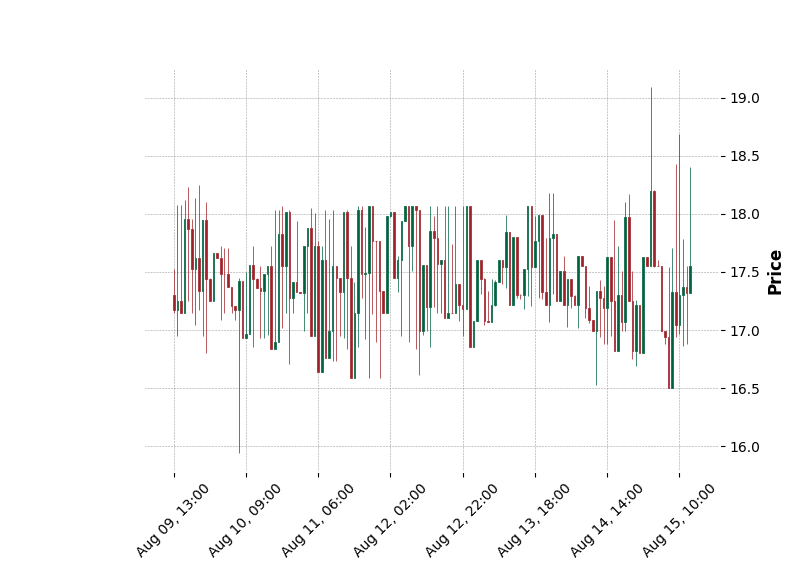 19.0
18.5
18.0
17.5
17.0
16.5
16.0
Price
Aug 09, 13:00
Aug 10, 09:00
Aug 11, 06:00
Aug 12, 02:00
Aug 12, 22:00
Aug 13, 18:00
Aug 14, 14:00
Aug 15, 10:00